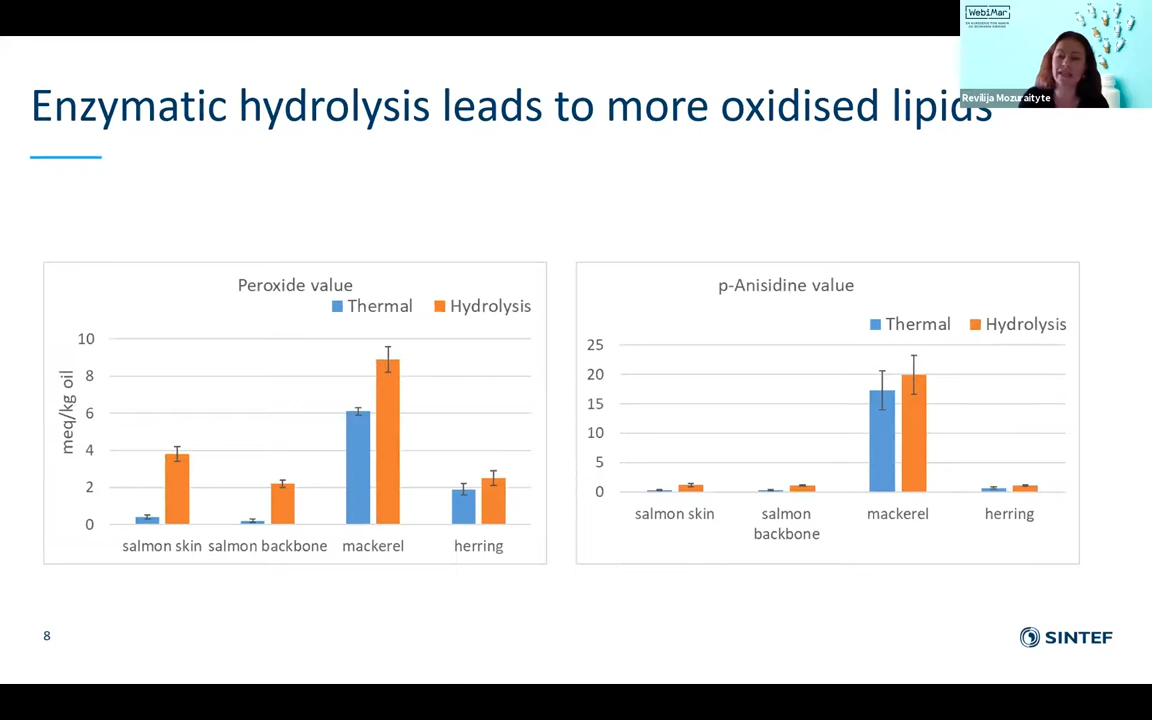 WebiMar
Revilija Mozuraityte
Enzymatic hydrolysis leads to more oxidised lipids
Peroxide value
Thermal Hydrolysis
meq/kg oil
10
8
6
4
2
0
salmon skin salmon backbone mackerel herring
p-Anisidine value
Thermal Hydrolysis
25
20
15
10
5
0
salmon skin salmon mackerel herring
backbone
8
SINTEF